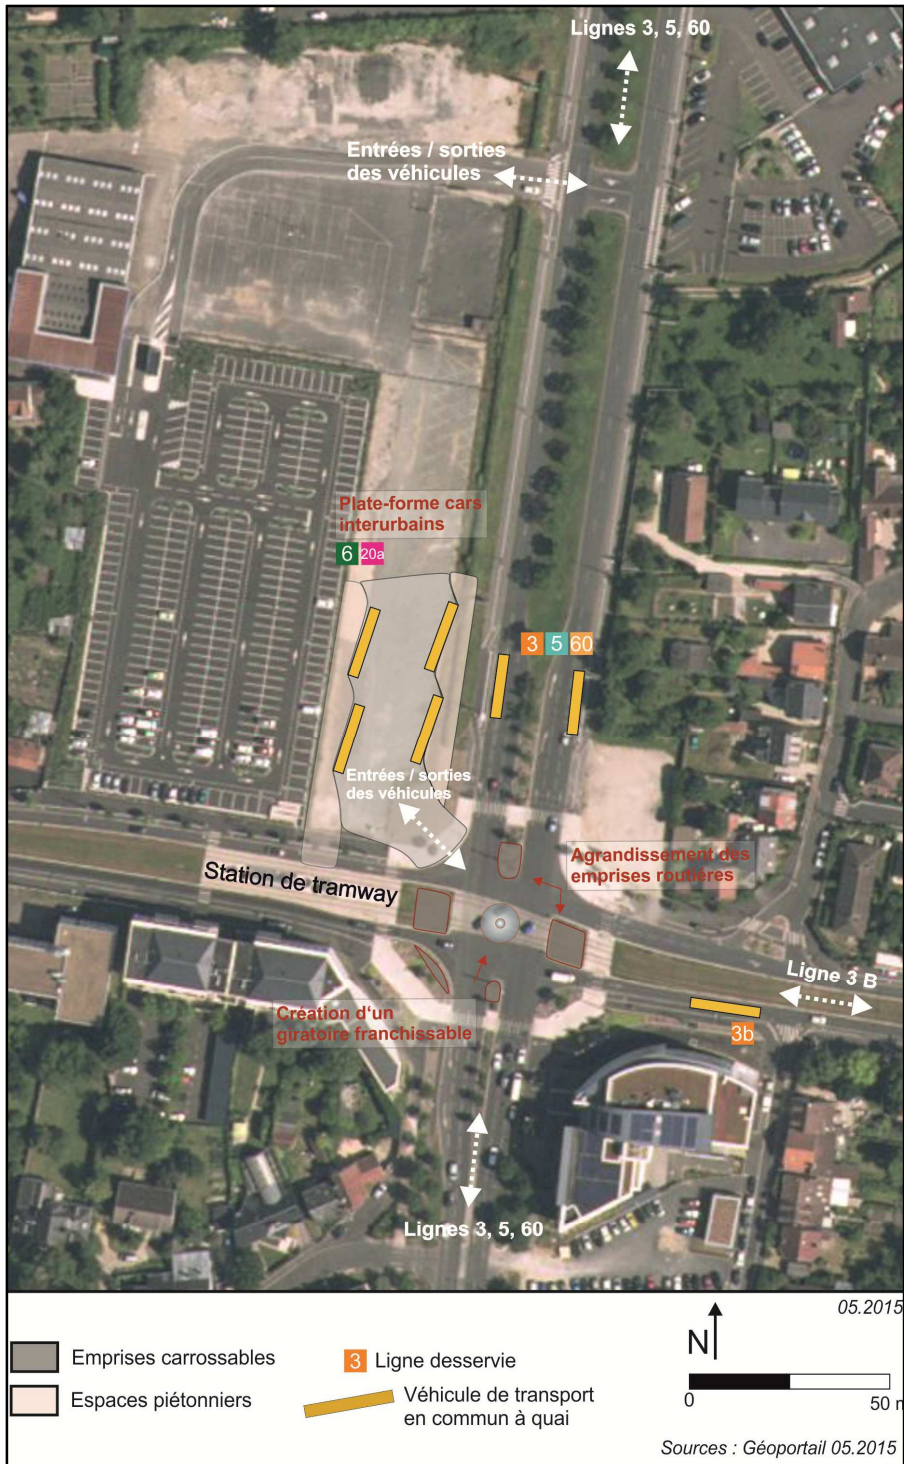 Lignes 3, 5, 60
Entrées / sorties
des véhicules
Plate-forme cars
interurbains
6 20a
3 5 60
Entrées / sorties
des véhicules
Agrandissement des
emprises routières
Station de tramway
Ligne 3 B
Création d'un
giratoire franchissable
3b
Lignes 3, 5, 60
05.2015
Emprises carrossables
Espaces piétonniers
3 Ligne desservie
Véhicule de transport
en commun à quai
N
0 50 m
Sources : Géoportail 05.2015